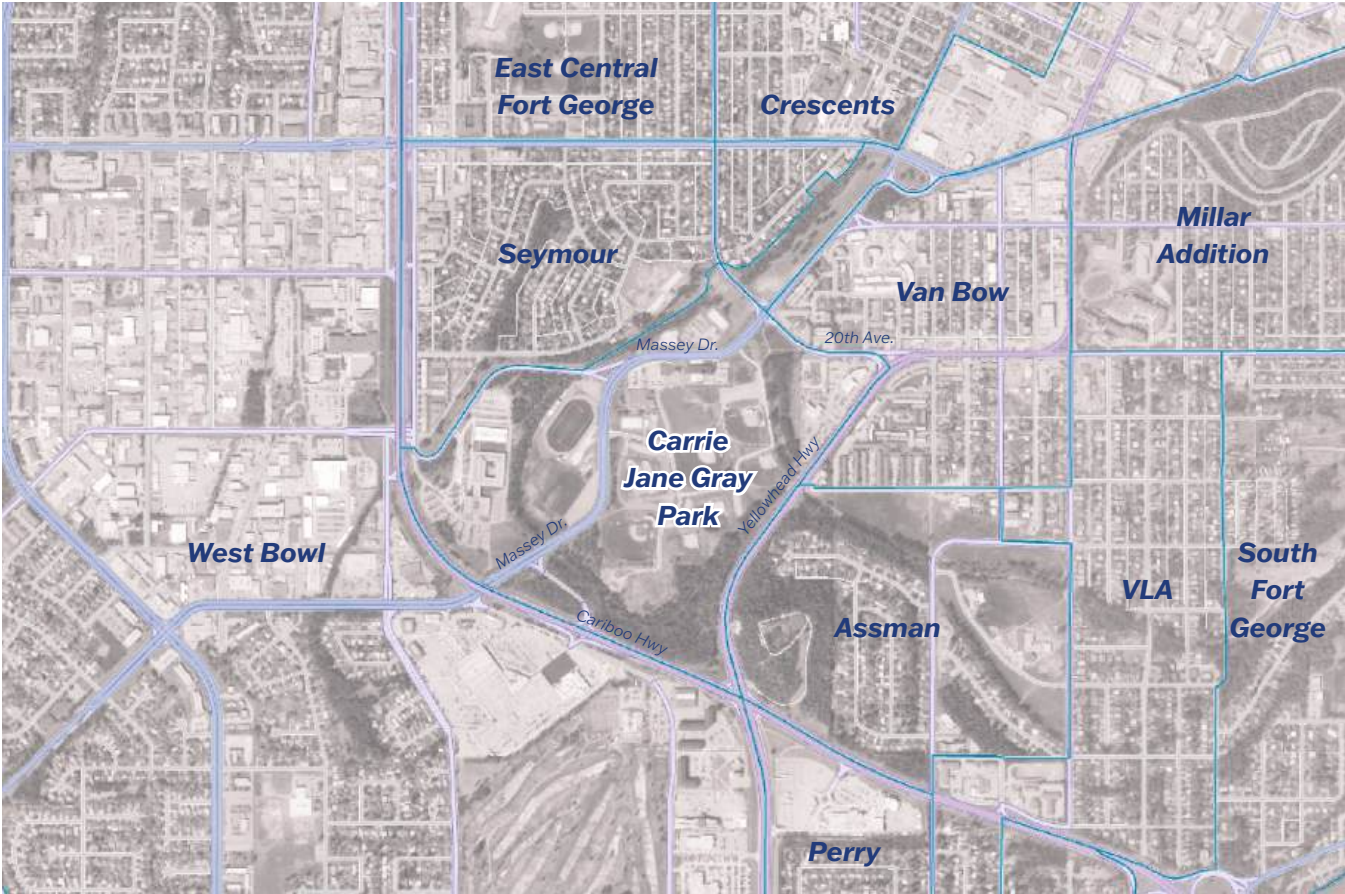 East Central
Fort George
Crescents
Millar
Addition
Seymour
Van Bow
20th Ave.
Massey Dr.
Carrie
Jane Gray
Park
Yellowhead Hwy
Massey Dr.
West Bowl
South
Fort
George
VLA
Cariboo Hwy
Assman
Perry